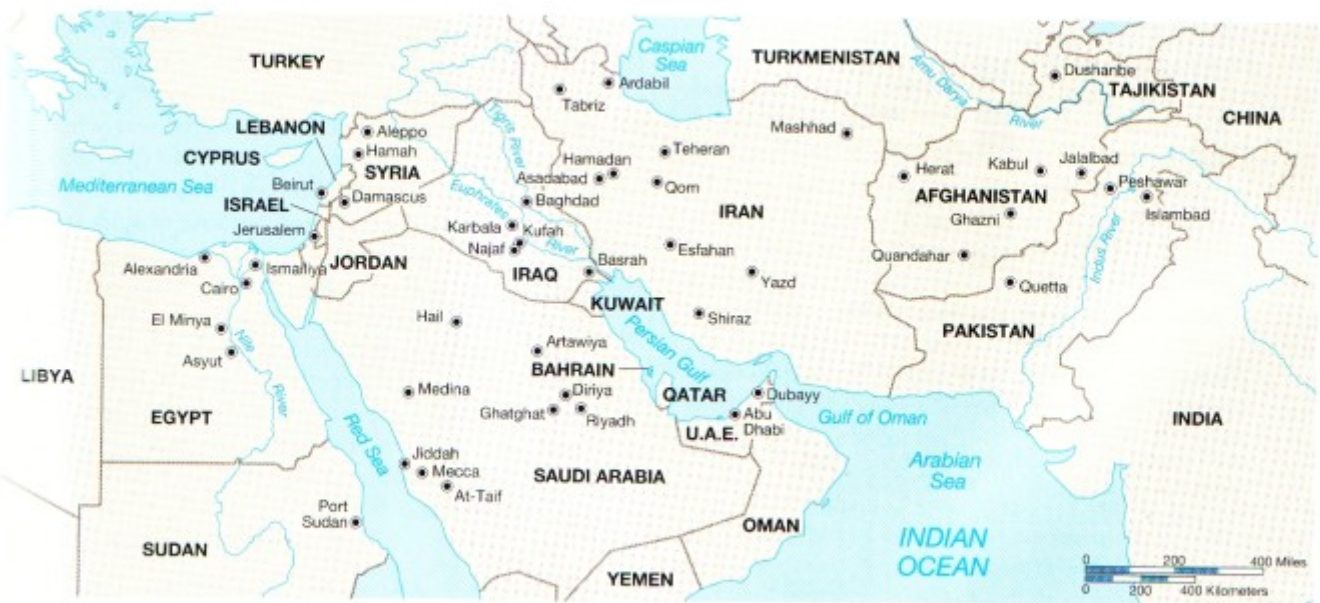 TURKEY
Caspian
Sea
TURKMENISTAN
Dushanbe
TAJIKISTAN
CHINA
Amu Darya
River
Ardabil
Tabriz
Tigris River
LEBANON
Aleppo
CYPRUS
Hamah
SYRIA
Mashhad
Teheran
Hamadan
Asadabad
Qom
Herat
Kabul
Jalalbad
Peshawar
Islambad
Mediterranean Sea
Beirut
Damascus
Euphrates
River
Baghdad
IRAN
AFGHANISTAN
Ghazni
ISRAEL
Jerusalem
Karbala
Kufah
Najaf
Esfahan
Quandahar
Indus River
Alexandria
Ismailiya
Cairo
JORDAN
IRAQ
Basrah
Yazd
Quetta
KUWAIT
Shiraz
PAKISTAN
El Minya
Asyut
Nile
River
Hail
Artawiya
Persian Gulf
LIBYA
BAHRAIN
Medina
Diriya
QATAR
Dubayy
EGYPT
Ghatghat
Riyadh
Abu
Dhabi
U.A.E.
Gulf of Oman
INDIA
Red Sea
Jiddah
Mecca
At-Taif
SAUDI ARABIA
Arabian
Sea
Port
Sudan
SUDAN
OMAN
INDIAN
OCEAN
YEMEN
0 200 400 Miles
0 200 400 Kilometers